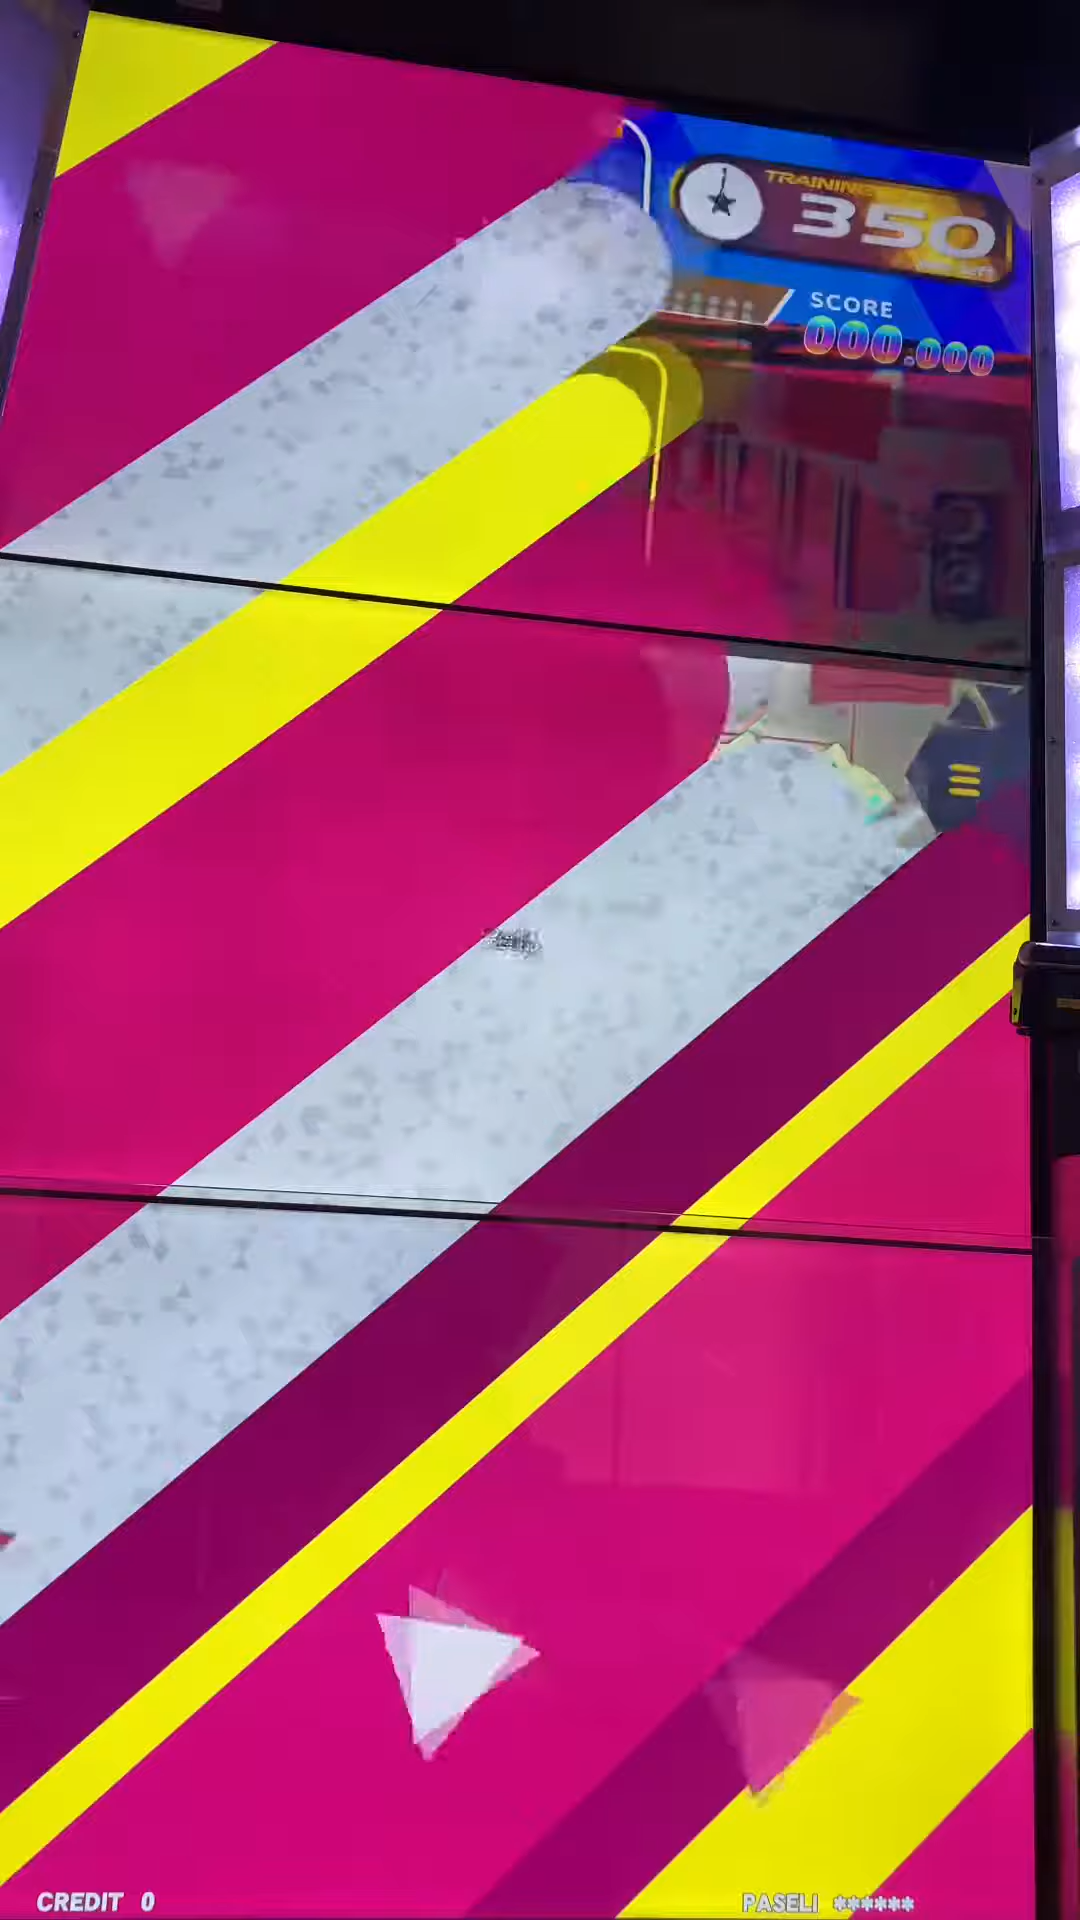 TRAINING
350
SCORE
000.000
CREDIT 0
PASELI ******